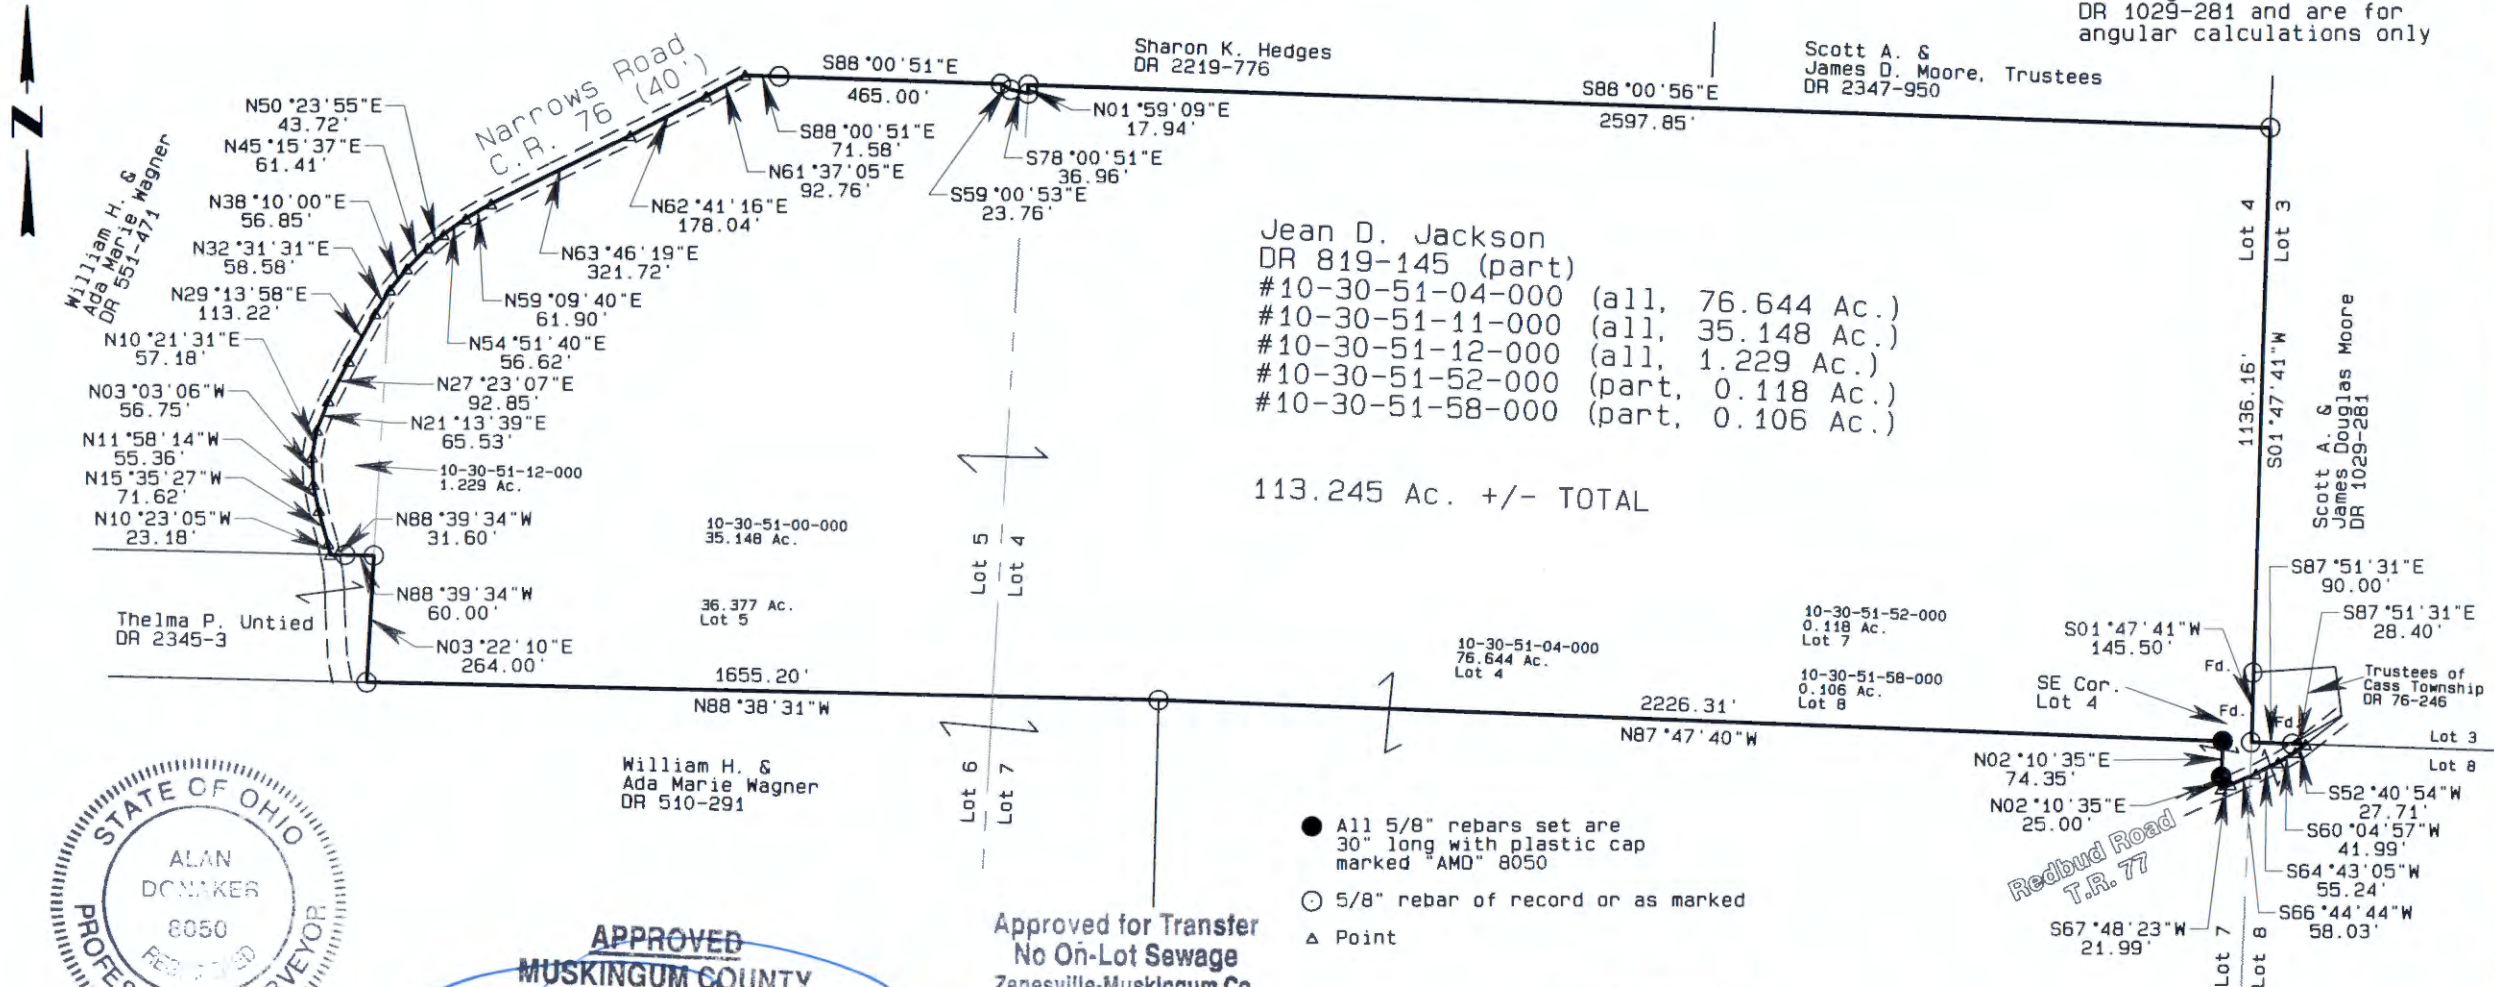 DR 1029-281 and are for
angular calculations only
N
Narrows Road
C.R. 76 (40')
S88°00'51"E
465.00'
Sharon K. Hedges
DR 2219-776
Scott A. &
James D. Moore, Trustees
DR 2347-950
S88°00'56"E
2597.85'
N01°59'09"E
17.94'
S88°00'51"E
71.58'
S78°00'51"E
36.96'
N61°37'05"E
92.76'
S59°00'53"E
23.76'
N62°41'16"E
178.04'
N50°23'55"E
43.72'
N45°15'37"E
61.41'
William H. &
Ada Marie Wagner
DR 551-471
N38°10'00"E
56.85'
N32°31'31"E
58.58'
N63°46'19"E
321.72'
N29°13'58"E
113.22'
N59°09'40"E
61.90'
N10°21'31"E
57.18'
N54°51'40"E
56.62'
N03°03'06"W
56.75'
N27°23'07"E
92.85'
N11°58'14"W
55.36'
N21°13'39"E
65.53'
N15°35'27"W
71.62'
10-30-51-12-000
1.229 Ac.
N10°23'05"W
23.18'
N88°39'34"W
31.60'
N88°39'34"W
60.00'
Thelma P. Untied
DR 2345-3
N03°22'10"E
264.00'
Jean D. Jackson
DR 819-145 (part)
#10-30-51-04-000 (all, 76.644 Ac.)
#10-30-51-11-000 (all, 35.148 Ac.)
#10-30-51-12-000 (all, 1.229 Ac.)
#10-30-51-52-000 (part, 0.118 Ac.)
#10-30-51-58-000 (part, 0.106 Ac.)
113.245 Ac. +/- TOTAL
Lot 4
Lot 3
1136.16'
S01°47'41"W
Scott A. &
James Douglas Moore
DR 1029-281
10-30-51-00-000
35.148 Ac.
Lot 5
Lot 4
36.377 Ac.
Lot 5
1655.20'
N88°38'31"W
10-30-51-04-000
76.644 Ac.
Lot 4
10-30-51-52-000
0.118 Ac.
Lot 7
10-30-51-58-000
0.106 Ac.
Lot 8
2226.31'
N87°47'40"W
S87°51'31"E
90.00'
S87°51'31"E
28.40'
S01°47'41"W
145.50'
Fd.
Trustees of
Cass Township
DR 76-246
SE Cor.
Lot 4
Fd.
Fd.
Lot 3
Lot 8
N02°10'35"E
74.35'
N02°10'35"E
25.00'
S52°40'54"W
27.71'
S60°04'57"W
41.99'
S64°43'05"W
55.24'
S66°44'44"W
58.03'
S67°48'23"W
21.99'
Redbud Road
T.R. 77
Lot 7
Lot 8
William H. &
Ada Marie Wagner
DR 510-291
Lot 6
Lot 7
All 5/8" rebars set are
30" long with plastic cap
marked "AMD" 8050
5/8" rebar of record or as marked
Point
STATE OF OHIO
ALAN
DONAKER
8050
APPROVED
MUSKINGUM COUNTY
Approved for Transfer
No On-Lot Sewage
Zanesville-Muskingum Co.